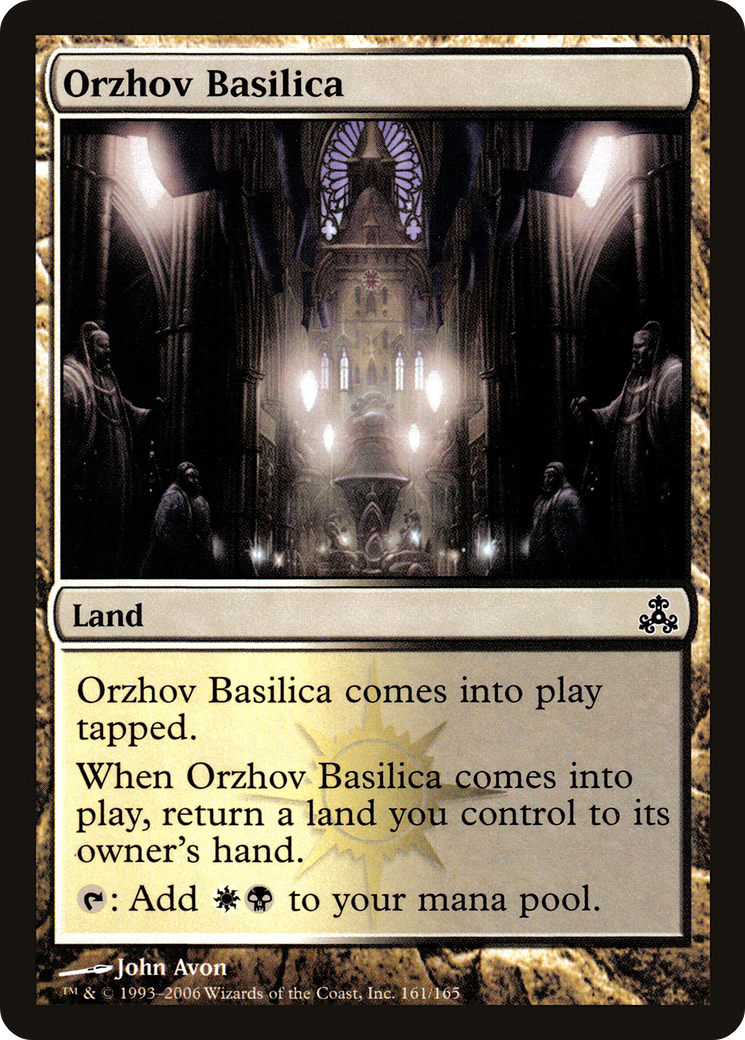 Orzhov Basilica
Land
Orzhov Basilica comes into play
tapped.
When Orzhov Basilica comes into
play, return a land you control to its
owner's hand.
: Add to your mana pool.
John Avon
™ & © 1993–2006 Wizards of the Coast, Inc. 161/165